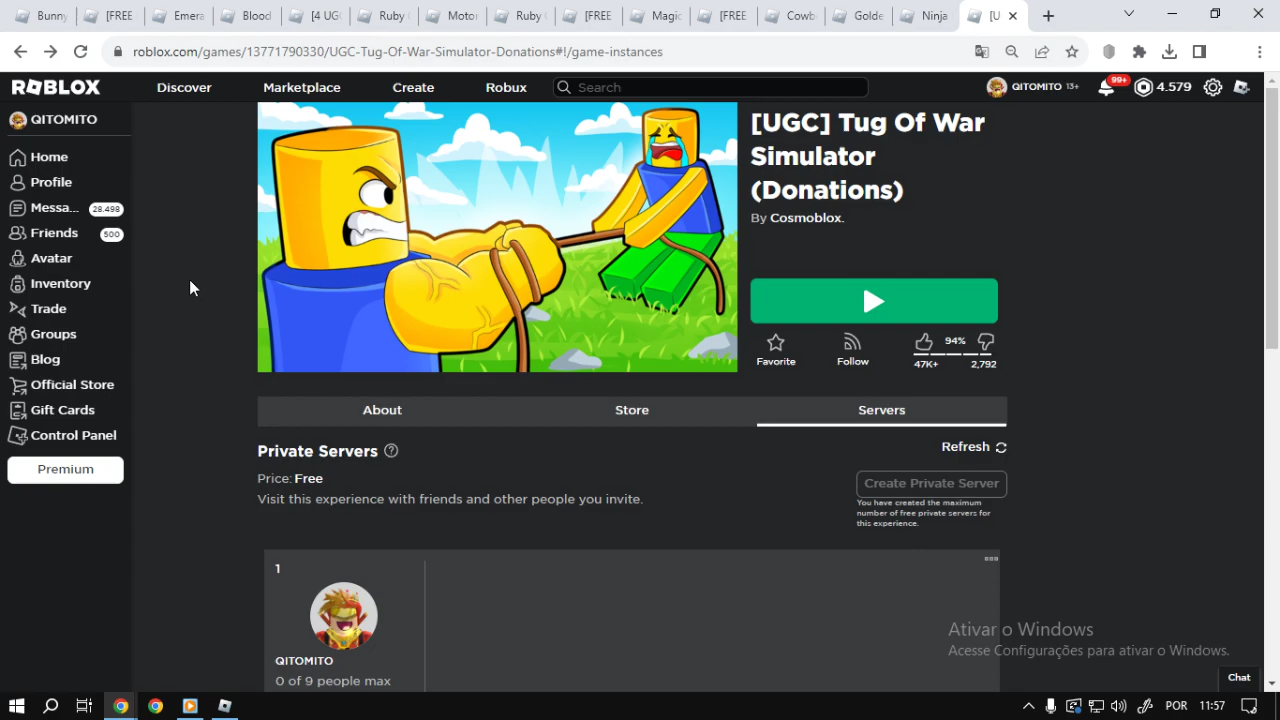 Bunny
[FREE
Emera
Blood
[4 UG
Ruby
Motor
Ruby
[FREE
Magic
[FREE
Cowb
Golde
Ninja
[U
roblox.com/games/13771790330/UGC-Tug-Of-War-Simulator-Donations#!/game-instances
ROBLOX
Discover
Marketplace
Create
Robux
Search
QITOMITO 13+
99+
4.579
QITOMITO
Home
Profile
Messa... 28.498
Friends 500
Avatar
Inventory
Trade
Groups
Blog
Official Store
Gift Cards
Control Panel
Premium
[UGC] Tug Of War
Simulator
(Donations)
By Cosmoblox.
Favorite
Follow
94%
47K+
2,792
About
Store
Servers
Private Servers
Refresh
Price: Free
Visit this experience with friends and other people you invite.
Create Private Server
You have created the maximum
number of free private servers for
this experience.
1
QITOMITO
0 of 9 people max
Ativar o Windows
Acesse Configurações para ativar o Windows.
Chat
POR
11:57